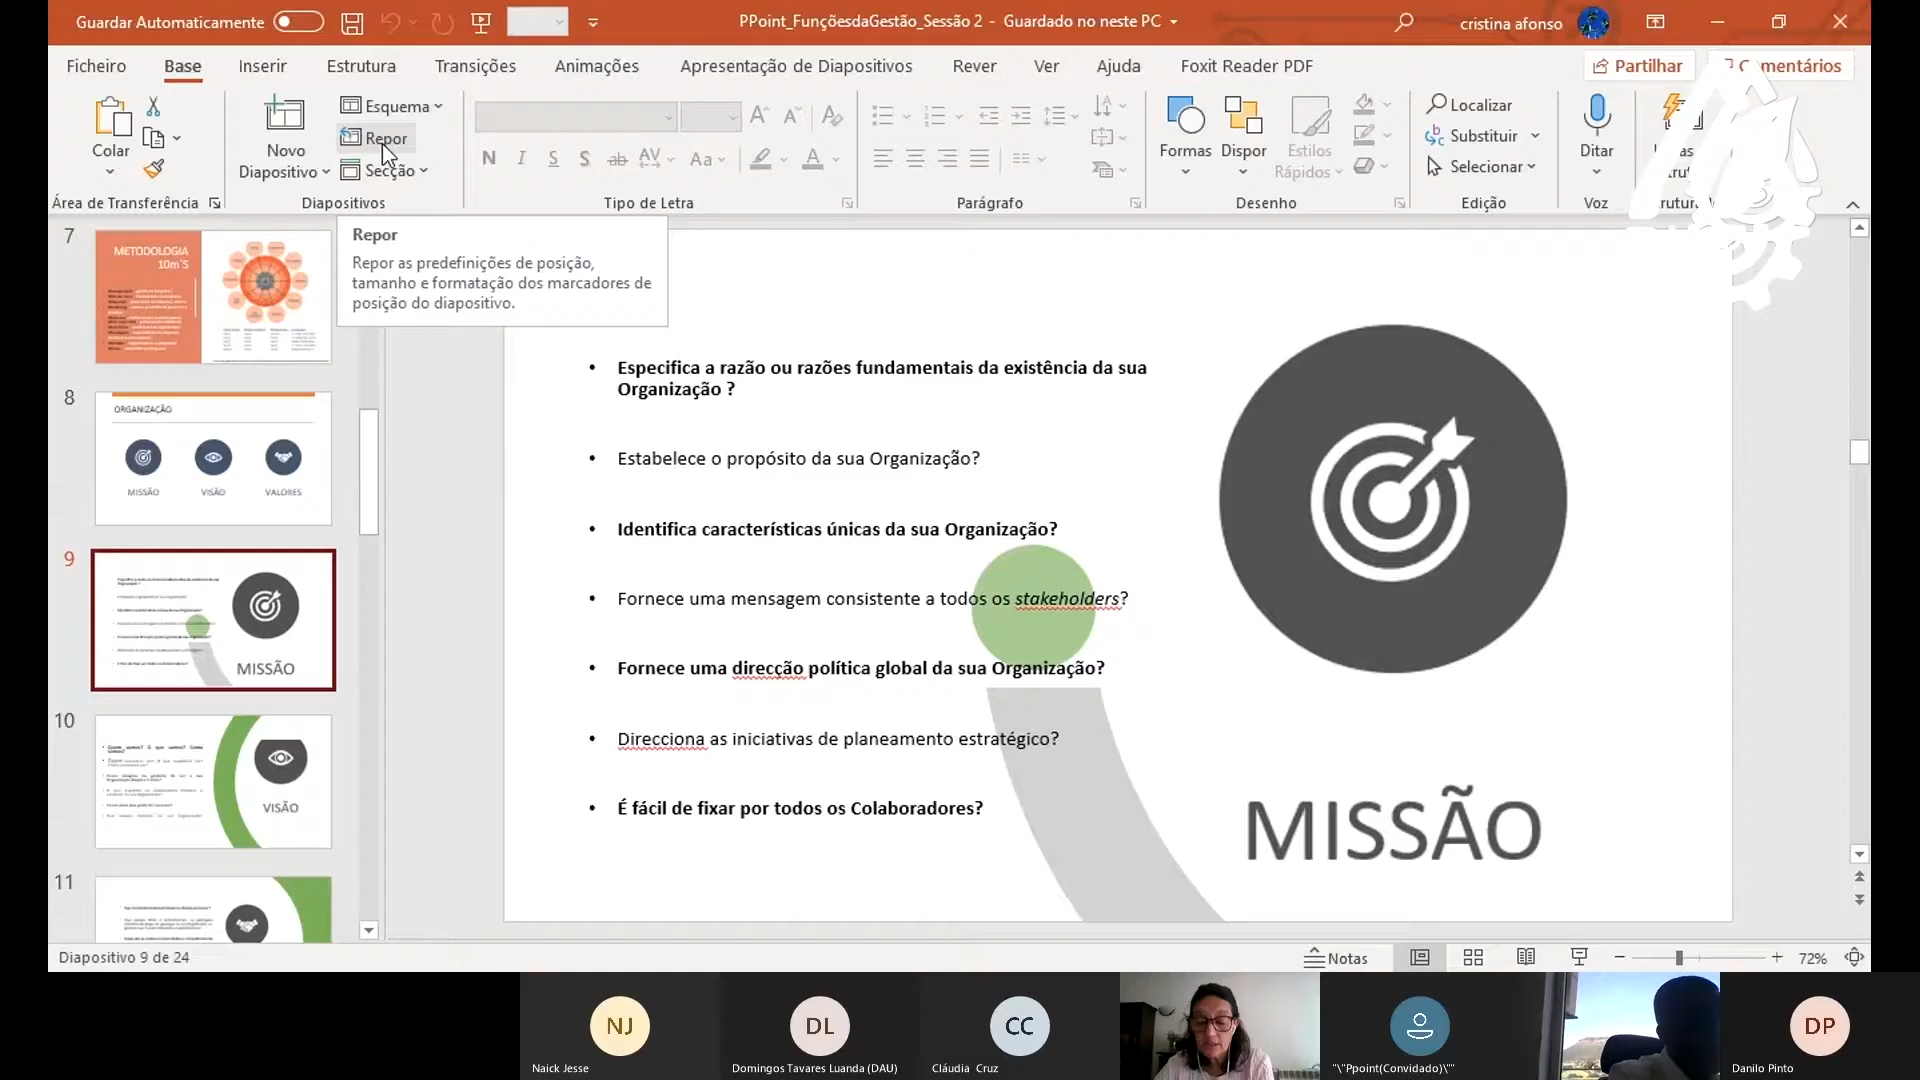 Guardar Automaticamente
PPoint_FunçõesdaGestão_Sessão 2 - Guardado no neste PC
cristina afonso
Ficheiro Base Inserir Estrutura Transições Animações Apresentação de Diapositivos Rever Ver Ajuda Foxit Reader PDF
Partilhar
Comentários
Colar
Novo
Diapositivo
Esquema
Repor
Secção
N I S S ab AV Aa A
Formas
Dispor
Estilos
Rápidos
Localizar
Substituir
Selecionar
Ditar
Área de Transferência
Diapositivos
Tipo de Letra
Parágrafo
Desenho
Edição
Voz
Repor
Repor as predefinições de posição,
tamanho e formatação dos marcadores de
posição do diapositivo.
7
METODOLOGIA
10m´S
8
ORGANIZAÇÃO
MISSÃO VISÃO VALORES
9
MISSÃO
10
VISÃO
11
• Especifica a razão ou razões fundamentais da existência da sua
Organização ?
• Estabelece o propósito da sua Organização?
• Identifica características únicas da sua Organização?
• Fornece uma mensagem consistente a todos os stakeholders?
• Fornece uma direcção política global da sua Organização?
• Direcciona as iniciativas de planeamento estratégico?
• É fácil de fixar por todos os Colaboradores?
MISSÃO
Diapositivo 9 de 24
Notas
72%
NJ
Naick Jesse
DL
Domingos Tavares Luanda (DAU)
CC
Cláudia Cruz
"\"Ppoint(Convidado)\""
DP
Danilo Pinto